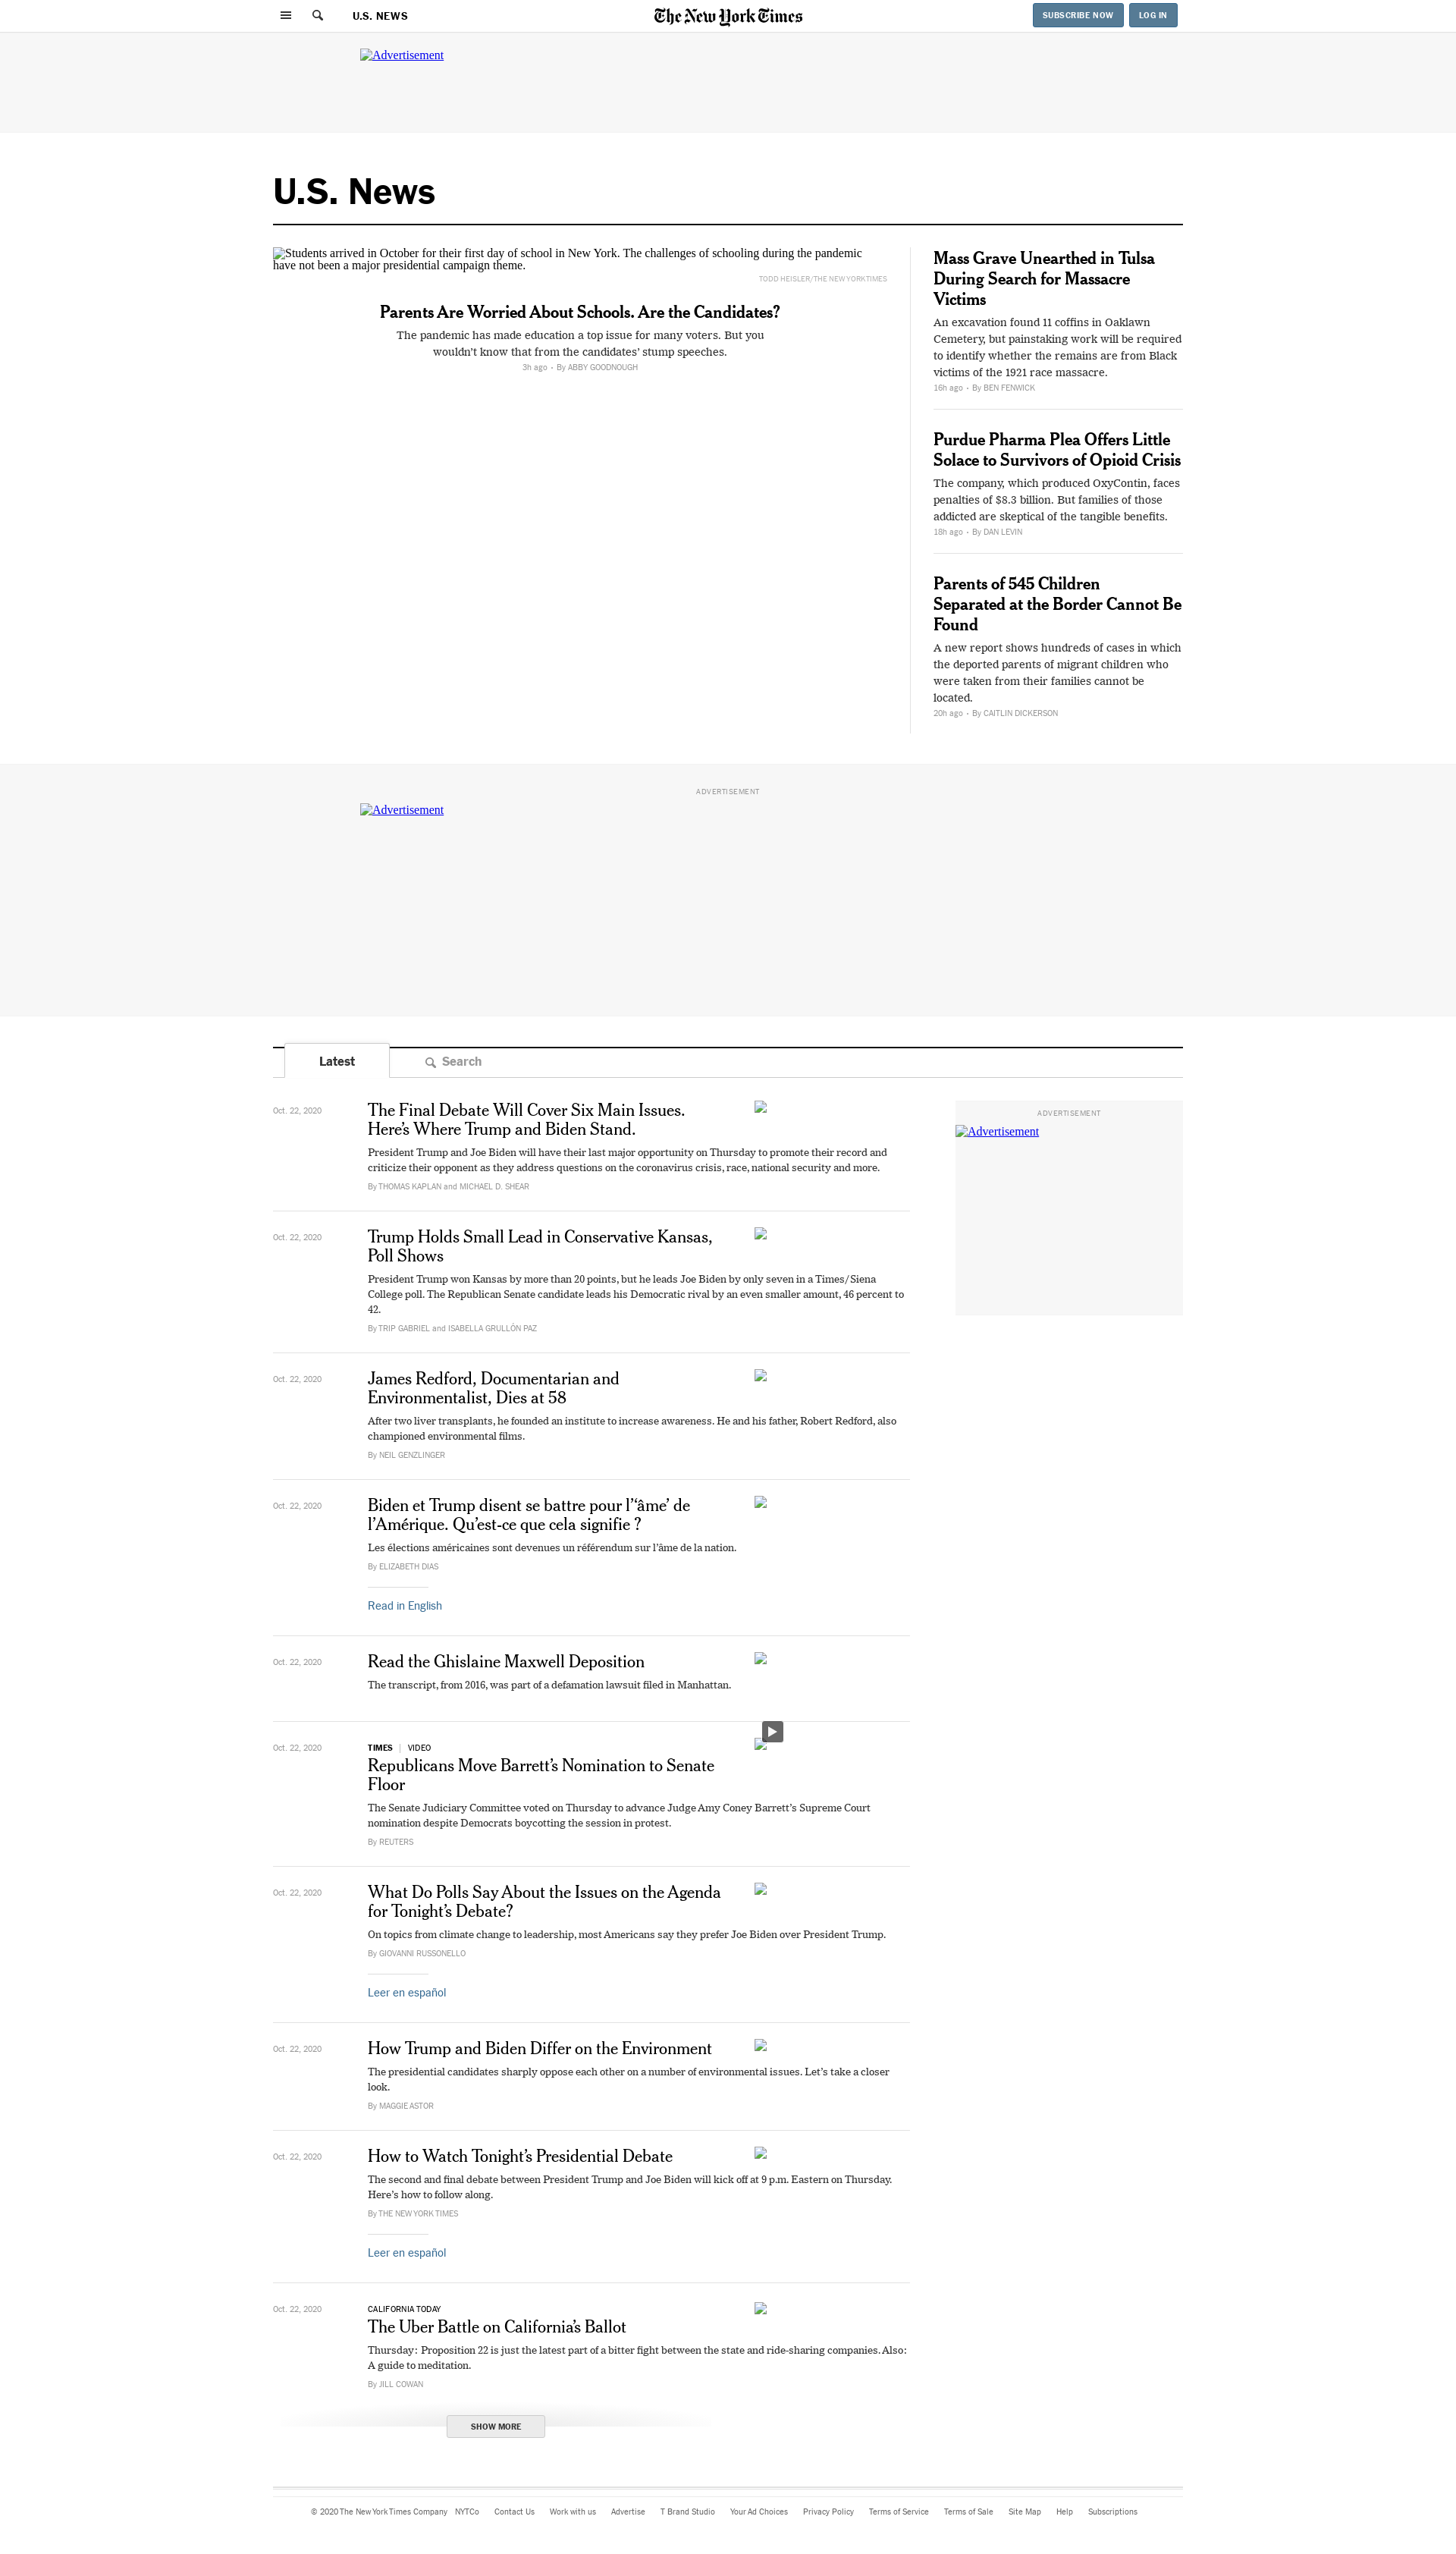 U.S. NEWS
The New York Times
SUBSCRIBE NOW
LOG IN
Advertisement
U.S. News
Students arrived in October for their first day of school in New York. The challenges of schooling during the pandemic
have not been a major presidential campaign theme.
TODD HEISLER/THE NEW YORK TIMES
Parents Are Worried About Schools. Are the Candidates?
The pandemic has made education a top issue for many voters. But you
wouldn’t know that from the candidates’ stump speeches.
3h ago • By ABBY GOODNOUGH
Mass Grave Unearthed in Tulsa
During Search for Massacre
Victims
An excavation found 11 coffins in Oaklawn
Cemetery, but painstaking work will be required
to identify whether the remains are from Black
victims of the 1921 race massacre.
16h ago • By BEN FENWICK
Purdue Pharma Plea Offers Little
Solace to Survivors of Opioid Crisis
The company, which produced OxyContin, faces
penalties of $8.3 billion. But families of those
addicted are skeptical of the tangible benefits.
18h ago • By DAN LEVIN
Parents of 545 Children
Separated at the Border Cannot Be
Found
A new report shows hundreds of cases in which
the deported parents of migrant children who
were taken from their families cannot be
located.
20h ago • By CAITLIN DICKERSON
ADVERTISEMENT
Advertisement
Latest
Search
Oct. 22, 2020
The Final Debate Will Cover Six Main Issues.
Here’s Where Trump and Biden Stand.
President Trump and Joe Biden will have their last major opportunity on Thursday to promote their record and
criticize their opponent as they address questions on the coronavirus crisis, race, national security and more.
By THOMAS KAPLAN and MICHAEL D. SHEAR
ADVERTISEMENT
Advertisement
Oct. 22, 2020
Trump Holds Small Lead in Conservative Kansas,
Poll Shows
President Trump won Kansas by more than 20 points, but he leads Joe Biden by only seven in a Times/Siena
College poll. The Republican Senate candidate leads his Democratic rival by an even smaller amount, 46 percent to
42.
By TRIP GABRIEL and ISABELLA GRULLÓN PAZ
Oct. 22, 2020
James Redford, Documentarian and
Environmentalist, Dies at 58
After two liver transplants, he founded an institute to increase awareness. He and his father, Robert Redford, also
championed environmental films.
By NEIL GENZLINGER
Oct. 22, 2020
Biden et Trump disent se battre pour l’‘âme’ de
l’Amérique. Qu’est-ce que cela signifie ?
Les élections américaines sont devenues un référendum sur l’âme de la nation.
By ELIZABETH DIAS
Read in English
Oct. 22, 2020
Read the Ghislaine Maxwell Deposition
The transcript, from 2016, was part of a defamation lawsuit filed in Manhattan.
Oct. 22, 2020
TIMES | VIDEO
Republicans Move Barrett’s Nomination to Senate
Floor
The Senate Judiciary Committee voted on Thursday to advance Judge Amy Coney Barrett’s Supreme Court
nomination despite Democrats boycotting the session in protest.
By REUTERS
Oct. 22, 2020
What Do Polls Say About the Issues on the Agenda
for Tonight’s Debate?
On topics from climate change to leadership, most Americans say they prefer Joe Biden over President Trump.
By GIOVANNI RUSSONELLO
Leer en español
Oct. 22, 2020
How Trump and Biden Differ on the Environment
The presidential candidates sharply oppose each other on a number of environmental issues. Let’s take a closer
look.
By MAGGIE ASTOR
Oct. 22, 2020
How to Watch Tonight’s Presidential Debate
The second and final debate between President Trump and Joe Biden will kick off at 9 p.m. Eastern on Thursday.
Here’s how to follow along.
By THE NEW YORK TIMES
Leer en español
Oct. 22, 2020
CALIFORNIA TODAY
The Uber Battle on California’s Ballot
Thursday: Proposition 22 is just the latest part of a bitter fight between the state and ride-sharing companies. Also:
A guide to meditation.
By JILL COWAN
SHOW MORE
© 2020 The New York Times Company NYTCo Contact Us Work with us Advertise T Brand Studio Your Ad Choices Privacy Policy Terms of Service Terms of Sale Site Map Help Subscriptions